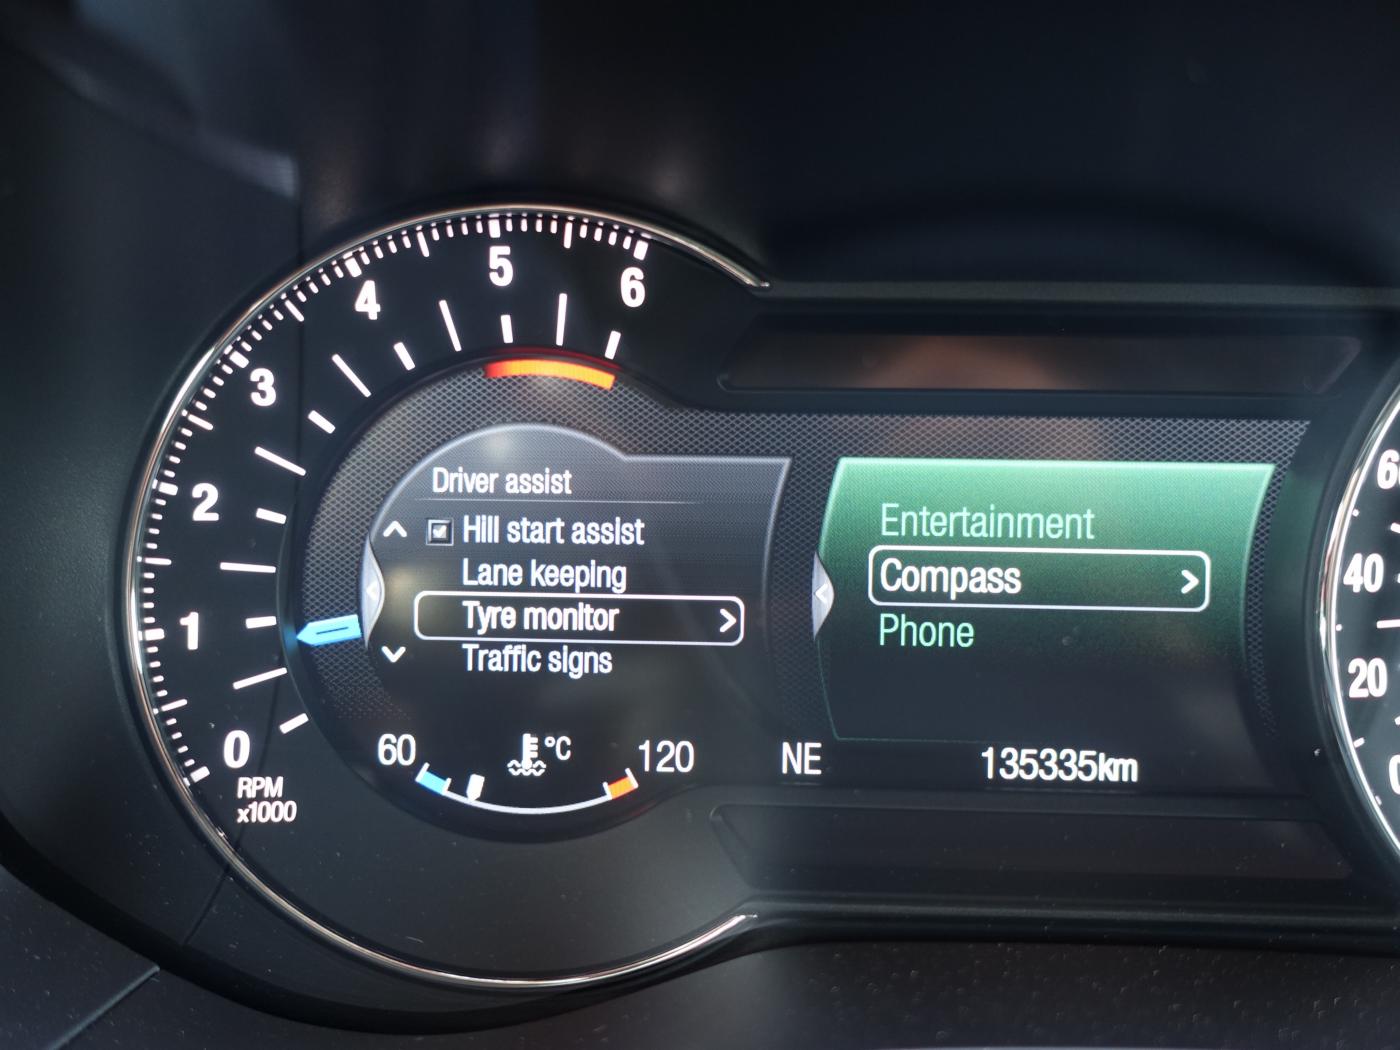 6
5
4
3
2
1
0
RPM
x1000
Driver assist
Hill start assist
Lane keeping
Tyre monitor
Traffic signs
60
°C
120
Entertainment
Compass
Phone
NE
135335km
40
20